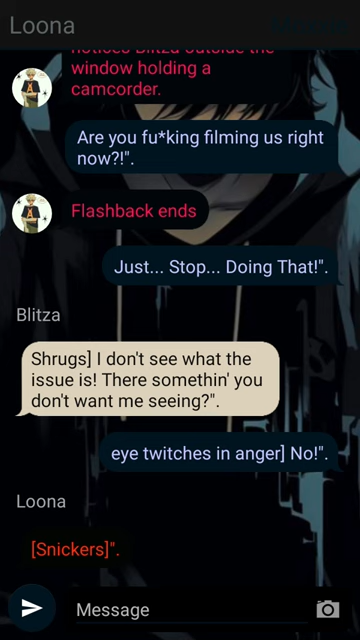 Loona
notices Blitza outside the
window holding a
camcorder.
Are you fu*king filming us right
now?!".
Flashback ends
Just... Stop... Doing That!".
Blitza
Shrugs] I don't see what the
issue is! There somethin' you
don't want me seeing?".
eye twitches in anger] No!".
Loona
[Snickers]".
Message